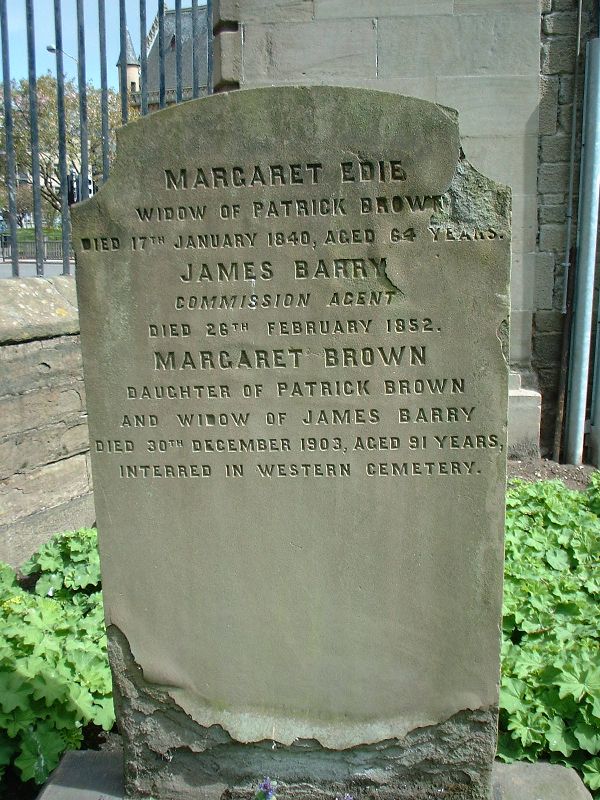 MARGARET EDIE
WIDOW OF PATRICK BROWN
DIED 17TH JANUARY 1840, AGED 64 YEARS.
JAMES BARRY
COMMISSION AGENT
DIED 26TH FEBRUARY 1852.
MARGARET BROWN
DAUGHTER OF PATRICK BROWN
AND WIDOW OF JAMES BARRY
DIED 30TH DECEMBER 1903, AGED 91 YEARS,
INTERRED IN WESTERN CEMETERY.